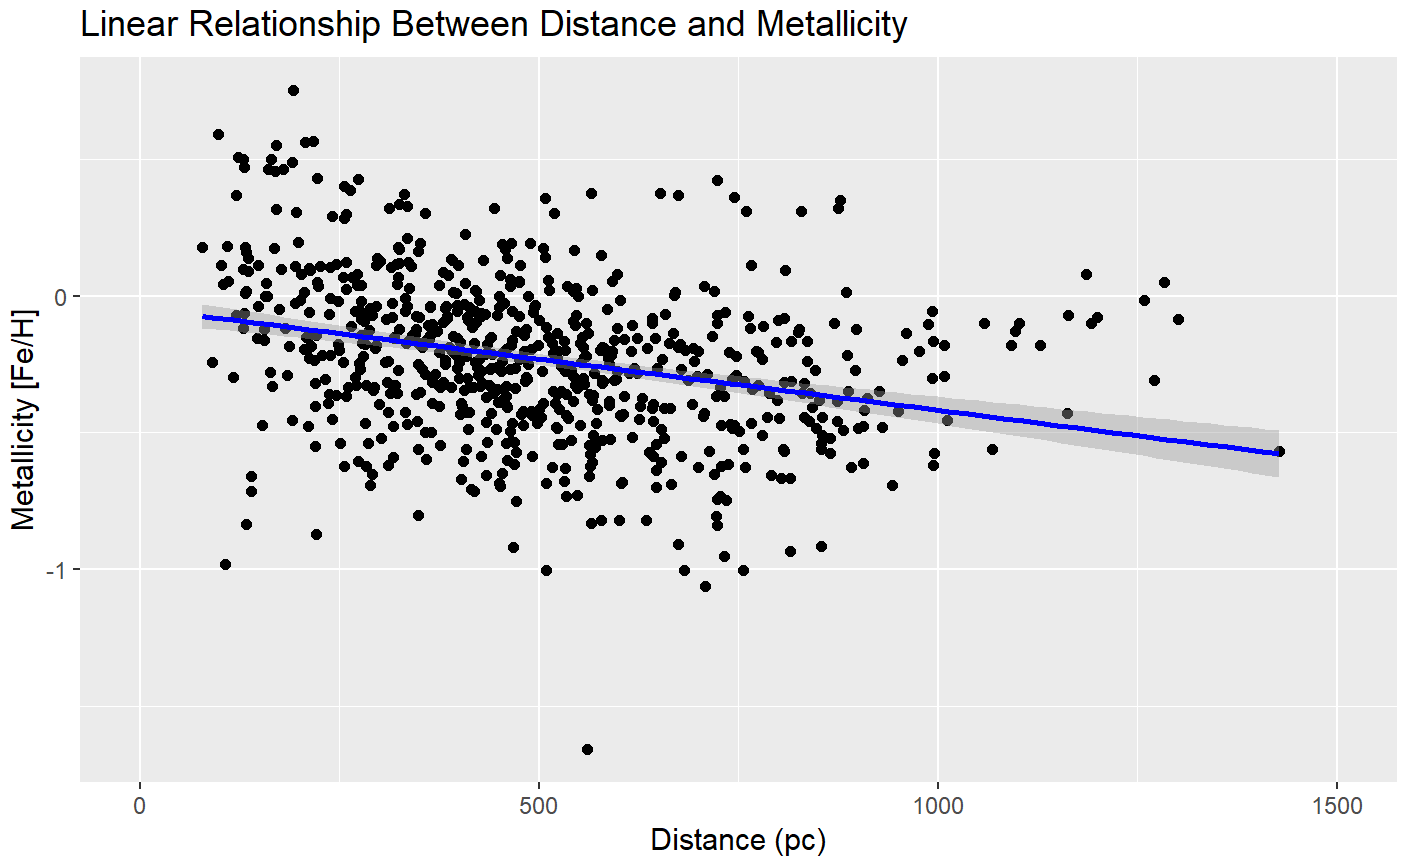 Linear Relationship Between Distance and Metallicity
Metallicity [Fe/H]
0
-1
0
500
1000
1500
Distance (pc)